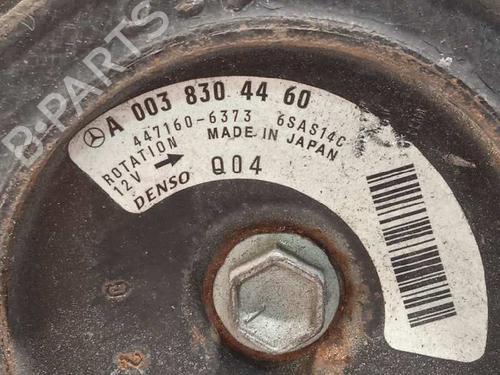 B-PARTS
A 003 830 44 60
447160-6373 6SAS14C
ROTATION
MADE IN JAPAN
12V
DENSO
Q04